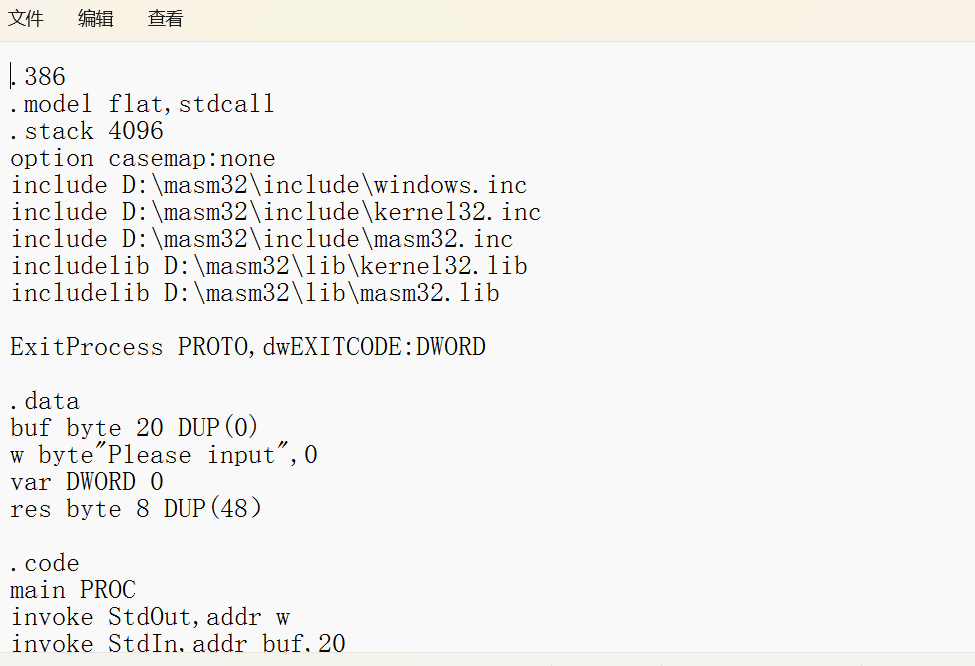 文件 编辑 查看
.386
.model flat,stdcall
.stack 4096
option casemap:none
include D:\masm32\include\windows.inc
include D:\masm32\include\kernel32.inc
include D:\masm32\include\masm32.inc
includelib D:\masm32\lib\kernel32.lib
includelib D:\masm32\lib\masm32.lib
ExitProcess PROTO,dwEXITCODE:DWORD
.data
buf byte 20 DUP(0)
w byte"Please input",0
var DWORD 0
res byte 8 DUP(48)
.code
main PROC
invoke StdOut,addr w
invoke StdIn,addr buf,20